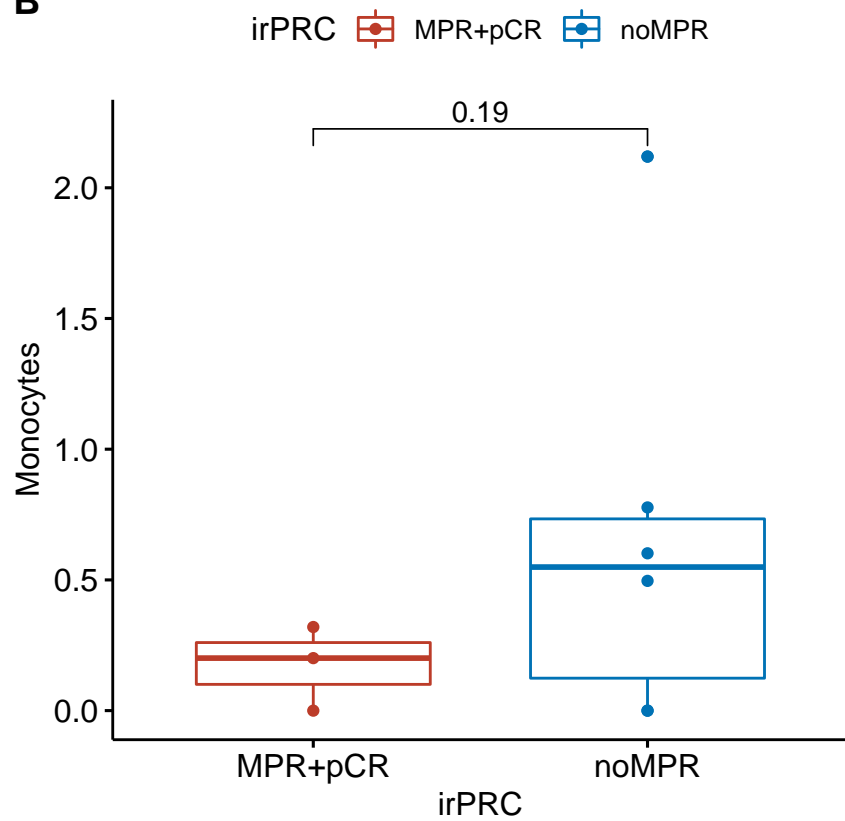 B
irPRC MPR+pCR noMPR
0.19
2.0
1.5
1.0
0.5
0.0
Monocytes
MPR+pCR noMPR
irPRC